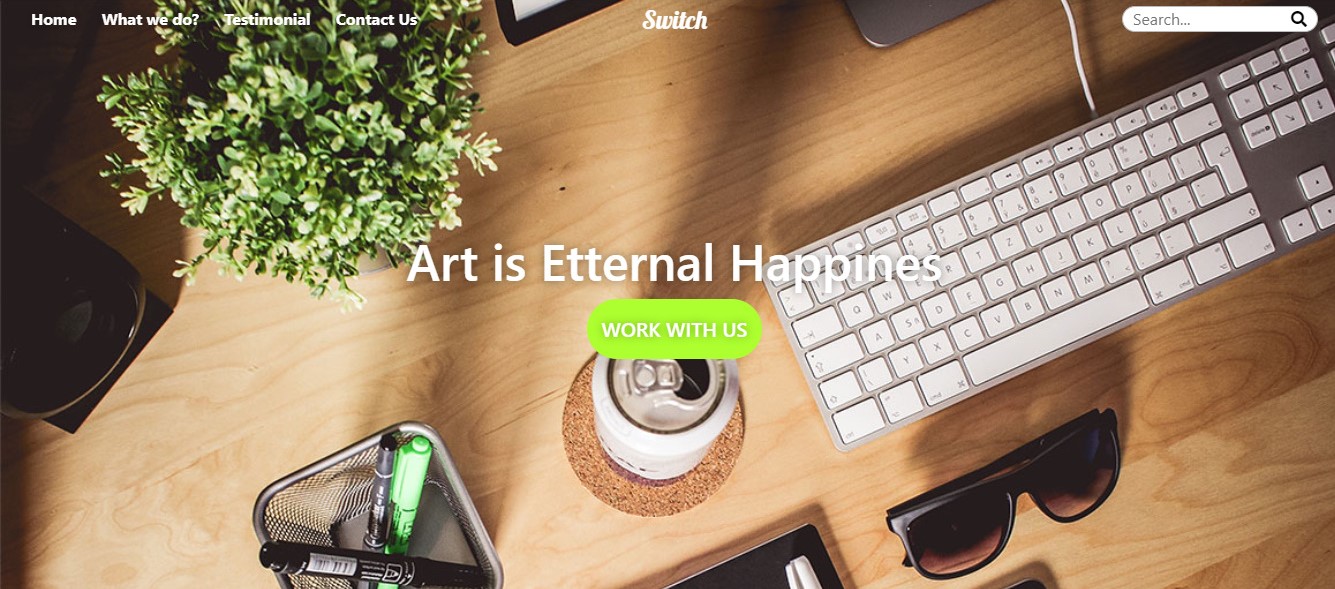 Home What we do? Testimonial Contact Us Switch Search...
Art is Etternal Happines
WORK WITH US